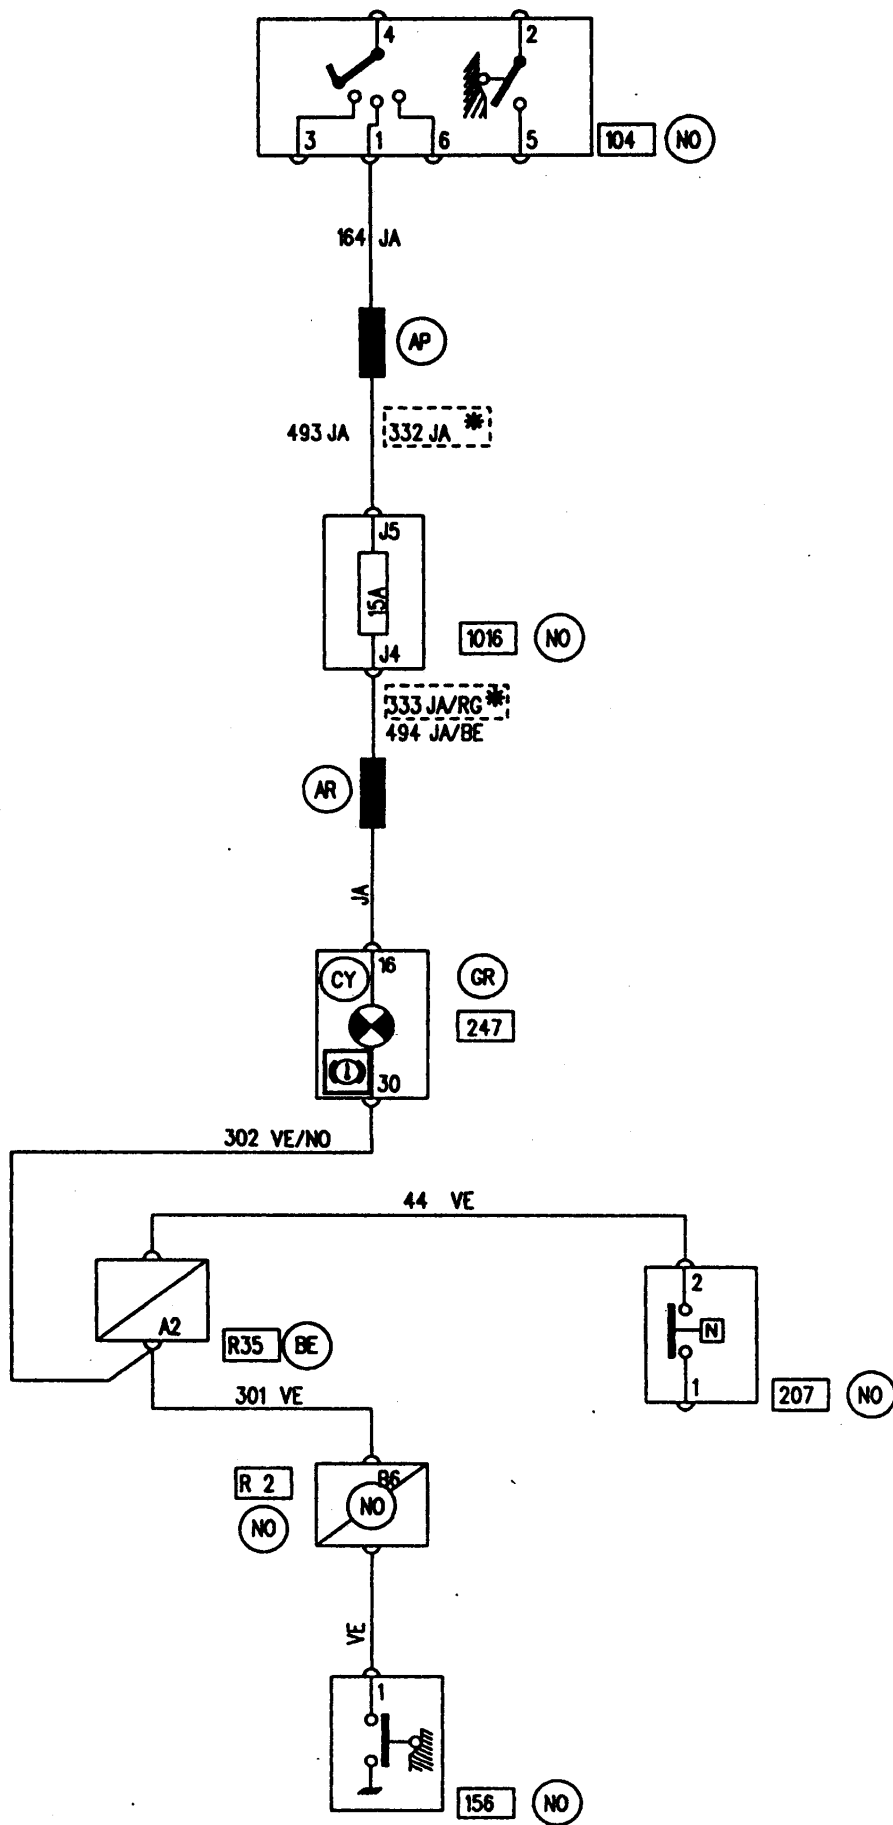 4 2
3 1 6 5
104 NO
164 JA
AP
493 JA 332 JA *
J5
15A
1016 NO
J4
333 JA/RG *
494 JA/BE
AR
JA
CY 16 GR
247
30
302 VE/NO
44 VE
2
A2
N
R35 BE
1
207 NO
301 VE
R 2 B6
NO
NO
VE
1
156 NO